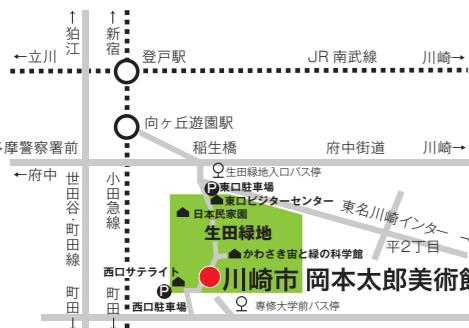 ↑狛江
↑新宿
←立川
登戸駅
JR 南武線
川崎→
向ヶ丘遊園駅
多摩警察署前
稲生橋
府中街道
川崎→
←府中
生田緑地入口バス停
P 東口駐車場
東口ビジターセンター
日本民家園
東名川崎インター
平2丁目
世田谷・町田線
小田急線
生田緑地
かわさき宙と緑の科学館
西口サテライト
川崎市 岡本太郎美術館
P
西口駐車場
専修大学前バス停
町田↓
町田↓